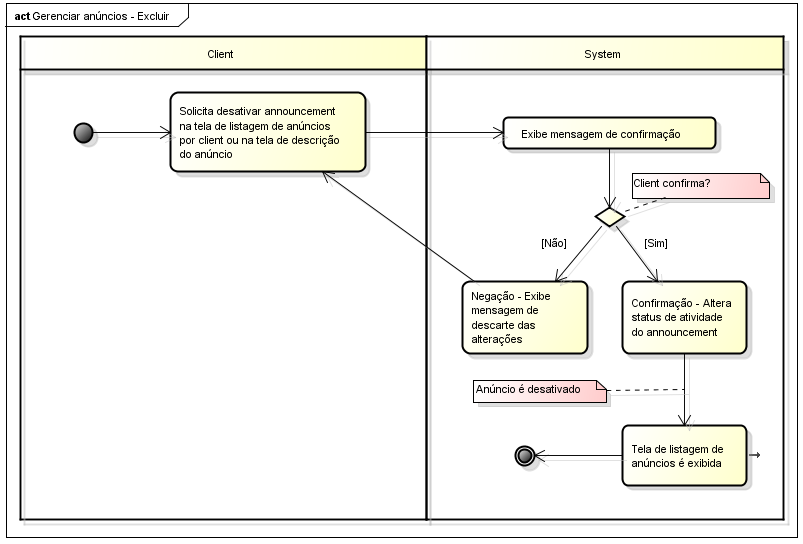 act Gerenciar anúncios - Excluir
Client
System
Solicita desativar announcement
na tela de listagem de anúncios
por client ou na tela de descrição
do anúncio
Exibe mensagem de confirmação
Client confirma?
[Não]
[Sim]
Negação - Exibe
mensagem de
descarte das
alterações
Confirmação - Altera
status de atividade
do announcement
Anúncio é desativado
Tela de listagem de
anúncios é exibida